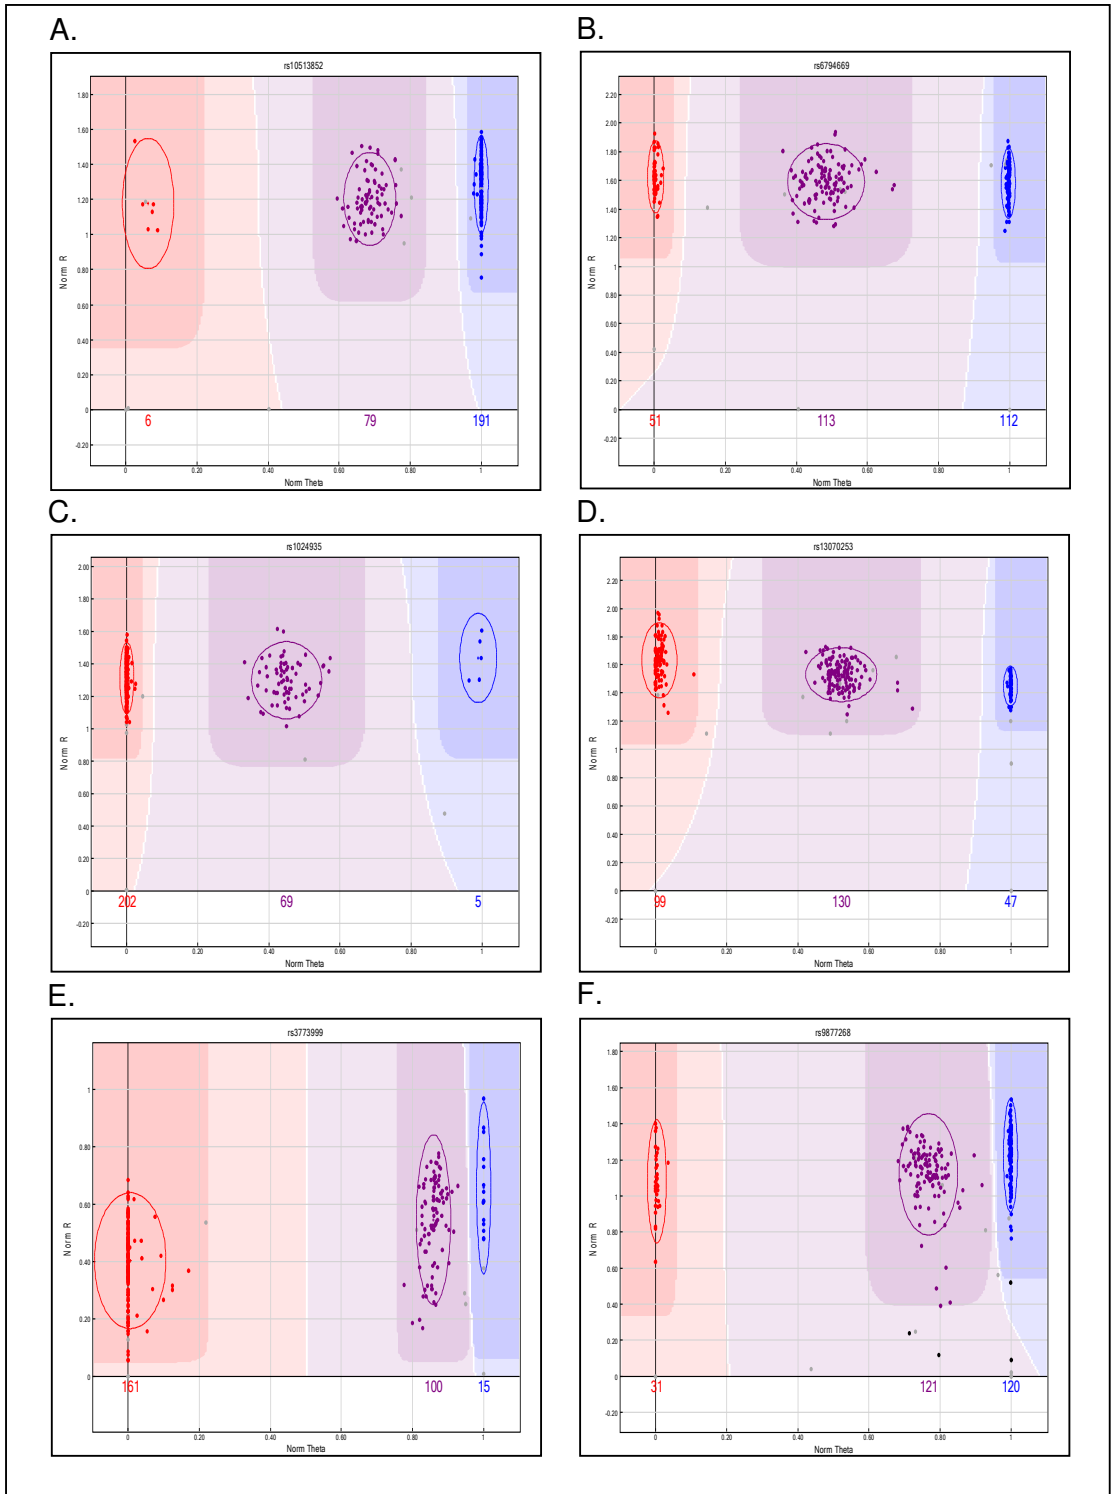 A.
rs10513852
1.80
1.60
1.40
1.20
1
0.80
0.60
0.40
0.20
0
-0.20
Norm R
6
79
191
0 0.20 0.40 0.60 0.80 1
Norm Theta
B.
rs6794669
2.20
2.00
1.80
1.60
1.40
1.20
1
0.80
0.60
0.40
0.20
0
-0.20
Norm R
51
113
112
0 0.20 0.40 0.60 0.80 1
Norm Theta
C.
rs1024935
2.00
1.80
1.60
1.40
1.20
1
0.80
0.60
0.40
0.20
0
-0.20
Norm R
202
69
5
0 0.20 0.40 0.60 0.80 1
Norm Theta
D.
rs13070253
2.20
2.00
1.80
1.60
1.40
1.20
1
0.80
0.60
0.40
0.20
0
-0.20
Norm R
99
130
47
0 0.20 0.40 0.60 0.80 1
Norm Theta
E.
rs3773999
1
0.80
0.60
0.40
0.20
0
Norm R
161
100
15
0 0.20 0.40 0.60 0.80 1
Norm Theta
F.
rs9877268
1.80
1.60
1.40
1.20
1
0.80
0.60
0.40
0.20
0
-0.20
Norm R
31
121
120
0 0.20 0.40 0.60 0.80 1
Norm Theta